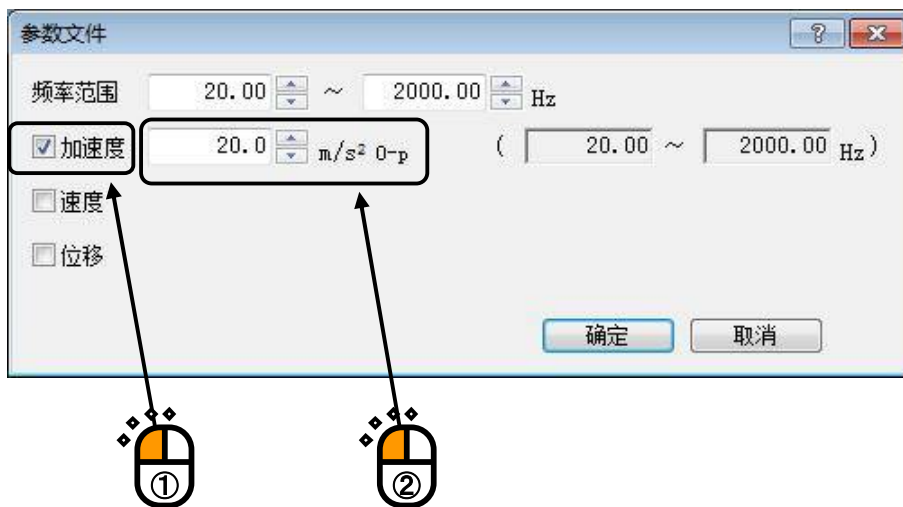 参数文件
频率范围 20.00 ~ 2000.00 Hz
加速度 20.0 m/s² 0-p ( 20.00 ~ 2000.00 Hz )
速度
位移
确定 取消
① ②